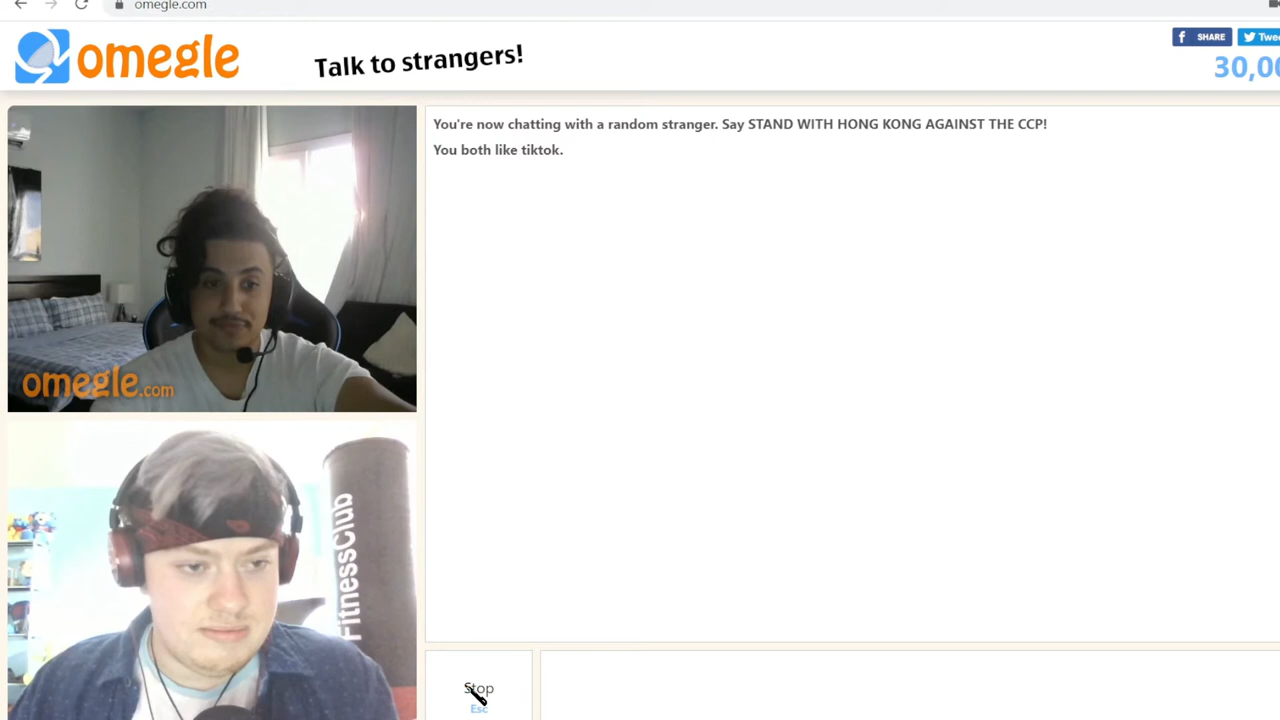 omegle.com
omegle
Talk to strangers!
SHARE
Twee
30,00
You're now chatting with a random stranger. Say STAND WITH HONG KONG AGAINST THE CCP!
You both like tiktok.
omegle.com
FitnessClub
Stop
Esc